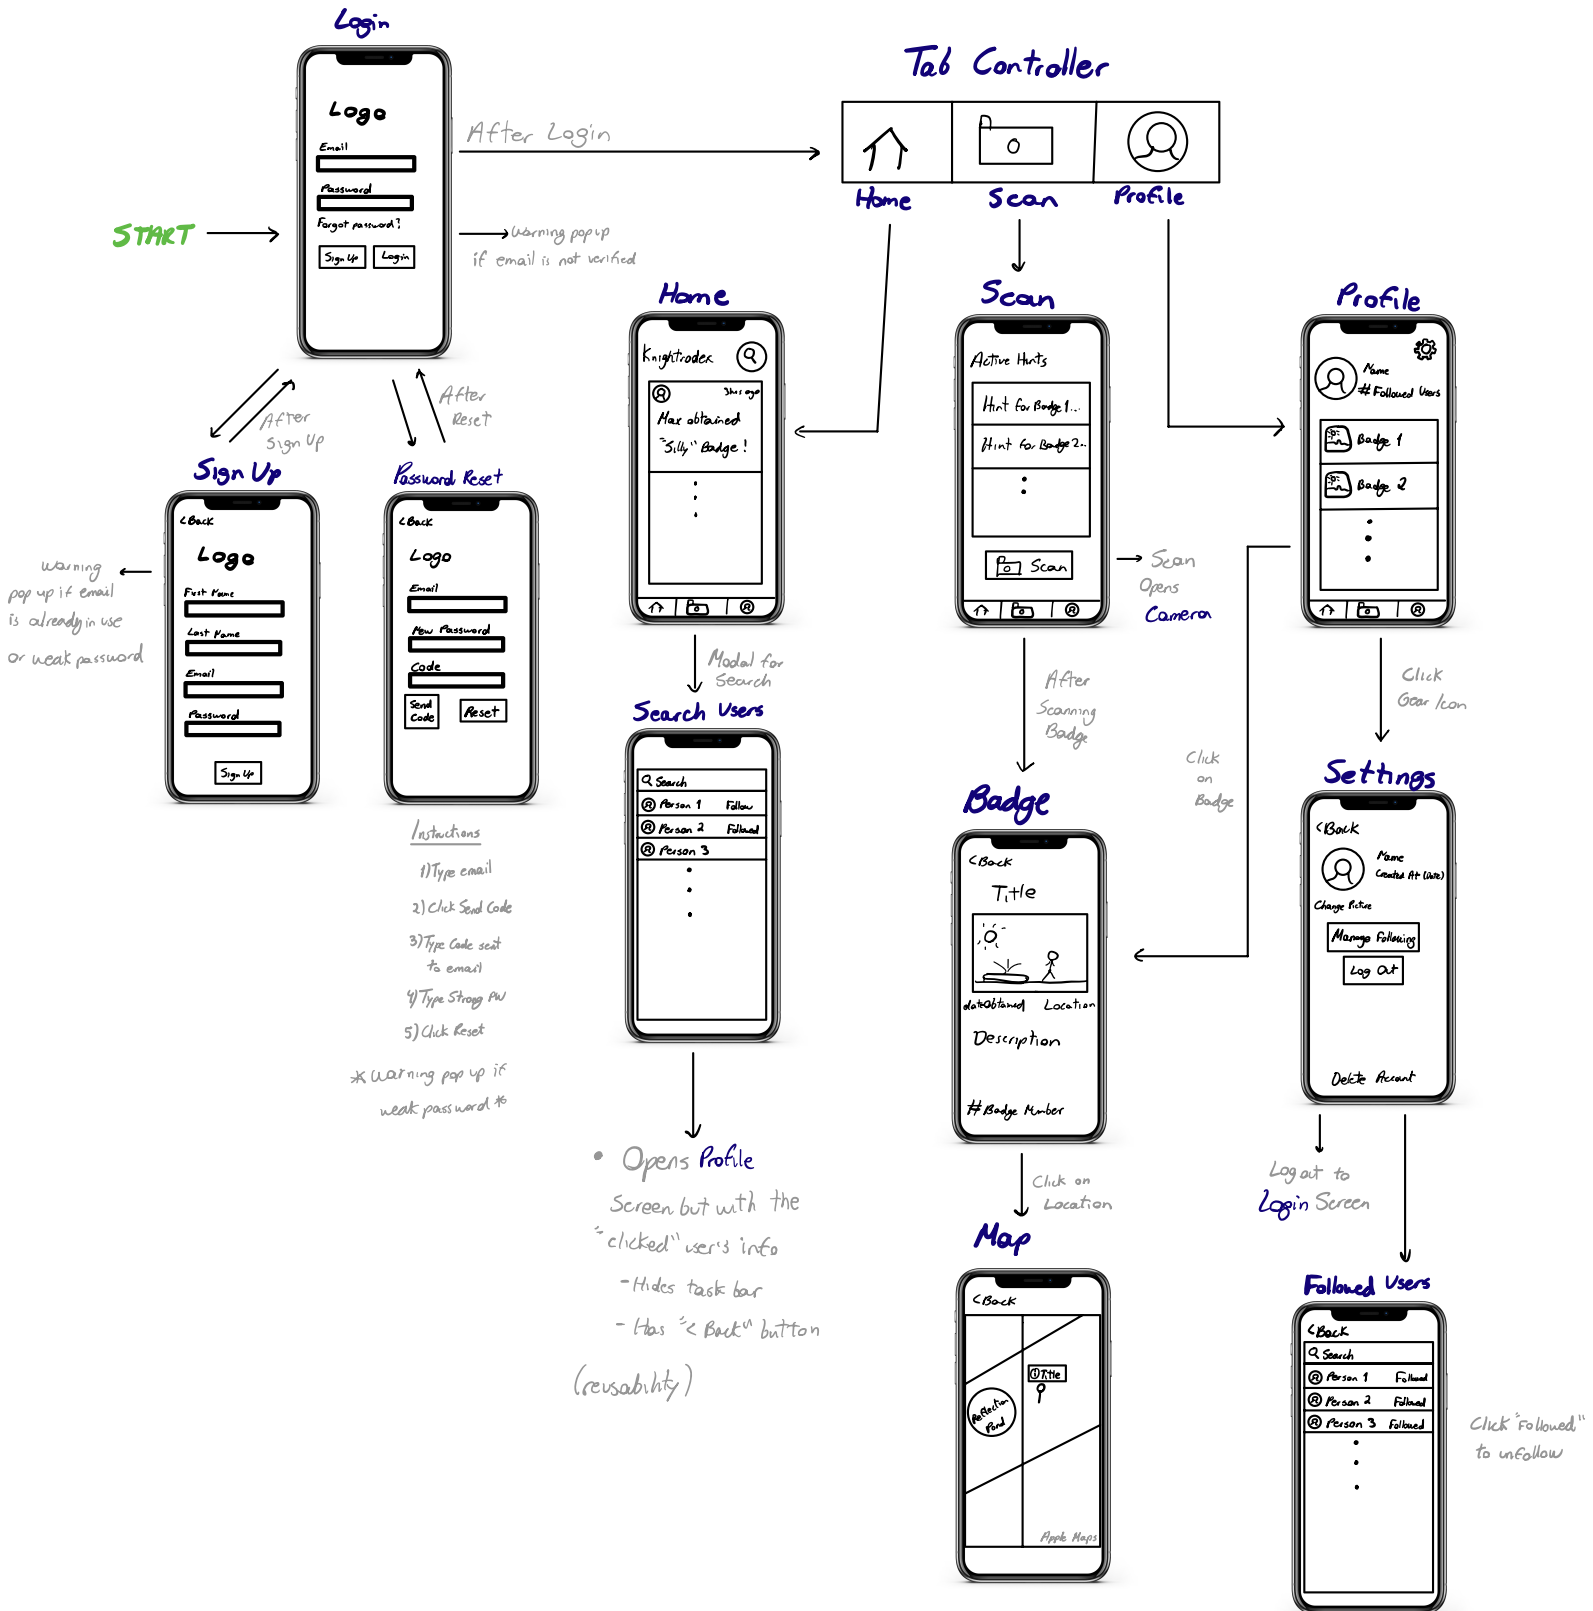 Login
Logo
Email
Password
Forgot password?
Sign Up
Login
START
After Login
Warning popup
if email is not verified
After
Sign Up
After
Reset
Tab Controller
Home
Scan
Profile
Sign Up
< Back
Logo
First Name
Last Name
Email
Password
Sign Up
Warning
pop up if email
is already in use
or weak password
Password Reset
< Back
Logo
Email
New Password
Code
Send
Code
Reset
Instructions
1) Type email
2) Click Send Code
3) Type Code sent
to email
4) Type Strong PW
5) Click Reset
* Warning pop up if
weak password *
Home
Knightrodex
3hrs ago
Max obtained
"Silly" Badge!
Modal for
Search
Search Users
Search
Person 1 Follow
Person 2 Followed
Person 3
• Opens Profile
Screen but with the
"clicked" user's info
- Hides task bar
- Has "< Back" button
(reusability)
Scan
Active Hints
Hint for Badge 1...
Hint for Badge 2...
Scan
Scan
Opens
Camera
After
Scanning
Badge
Badge
< Back
Title
dateObtained Location
Description
# Badge Number
Click on
Location
Map
< Back
Title
Reflection
Pond
Apple Maps
Profile
Name
# Followed Users
Badge 1
Badge 2
Click
on
Badge
Click
Gear Icon
Settings
< Back
Name
Created At (Date)
Change Picture
Manage Following
Log Out
Delete Account
Log out to
Login Screen
Followed Users
< Back
Search
Person 1 Followed
Person 2 Followed
Person 3 Followed
Click "Followed"
to unfollow